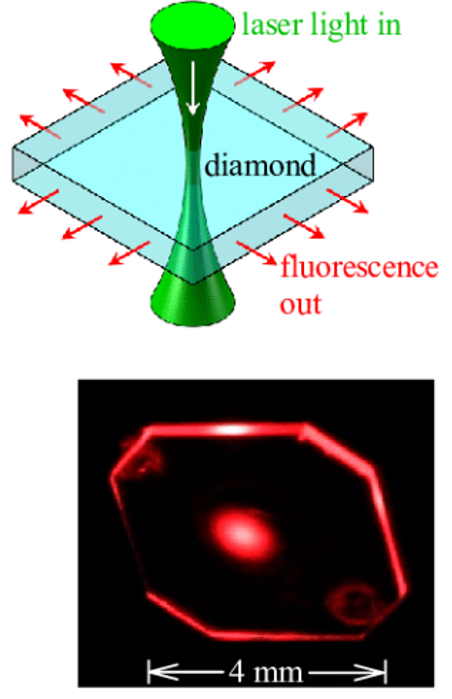 laser light in
diamond
fluorescence
out
4 mm